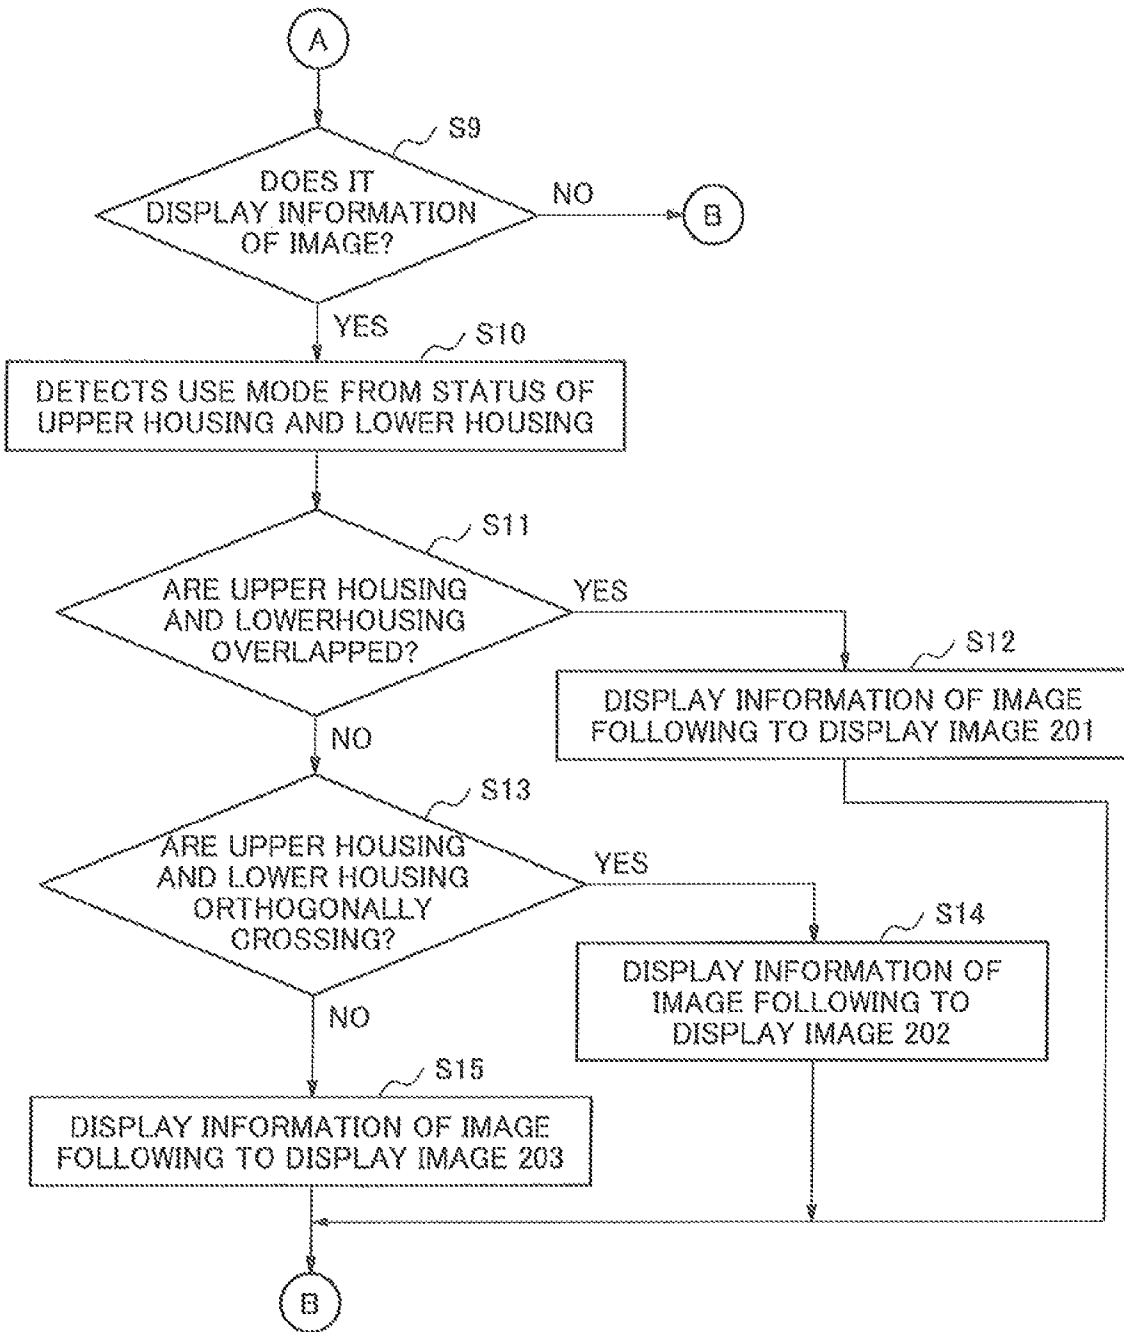 A
S9
DOES IT
DISPLAY INFORMATION
OF IMAGE?
NO
B
YES
S10
DETECTS USE MODE FROM STATUS OF
UPPER HOUSING AND LOWER HOUSING
S11
ARE UPPER HOUSING
AND LOWERHOUSING
OVERLAPPED?
YES
S12
DISPLAY INFORMATION OF IMAGE
FOLLOWING TO DISPLAY IMAGE 201
NO
S13
ARE UPPER HOUSING
AND LOWER HOUSING
ORTHOGONALLY
CROSSING?
YES
S14
DISPLAY INFORMATION OF
IMAGE FOLLOWING TO
DISPLAY IMAGE 202
NO
S15
DISPLAY INFORMATION OF IMAGE
FOLLOWING TO DISPLAY IMAGE 203
B